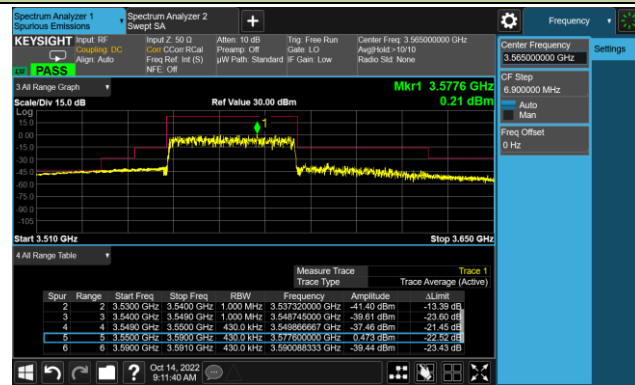 Spectrum Analyzer 1
Spurious Emissions
Spectrum Analyzer 2
Swept SA
Frequency
KEYSIGHT
Input: RF
Coupling: DC
Align: Auto
Input Z: 50 Ω
Corr CCorr RCal
Freq Ref: Int (S)
NFE: Off
Atten: 10 dB
Preamp: Off
µW Path: Standard
Trig: Free Run
Gate: LO
IF Gain: Low
Center Freq: 3.565000000 GHz
Avg|Hold:>10/10
Radio Std: None
PASS
Center Frequency
3.565000000 GHz
Settings
CF Step
6.900000 MHz
Auto
Man
Freq Offset
0 Hz
3 All Range Graph
Mkr1 3.5776 GHz
Scale/Div 15.0 dB
Ref Value 30.00 dBm
0.21 dBm
Log
15.0
0.00
-15.0
-30.0
-45.0
-60.0
-75.0
-90.0
-105
1
Start 3.510 GHz
Stop 3.650 GHz
4 All Range Table
Measure Trace
Trace 1
Trace Type
Trace Average (Active)
Spur Range Start Freq Stop Freq RBW Frequency Amplitude ΔLimit
2 2 3.5300 GHz 3.5400 GHz 1.000 MHz 3.537320000 GHz -41.40 dBm -13.39 dB
3 3 3.5400 GHz 3.5490 GHz 1.000 MHz 3.548745000 GHz -39.61 dBm -23.60 dB
4 4 3.5490 GHz 3.5500 GHz 430.0 kHz 3.549866667 GHz -37.46 dBm -21.45 dB
5 5 3.5500 GHz 3.5900 GHz 430.0 kHz 3.577600000 GHz 0.473 dBm -22.52 dB
6 6 3.5900 GHz 3.5910 GHz 430.0 kHz 3.590088333 GHz -39.44 dBm -23.43 dB
Oct 14, 2022
9:11:40 AM